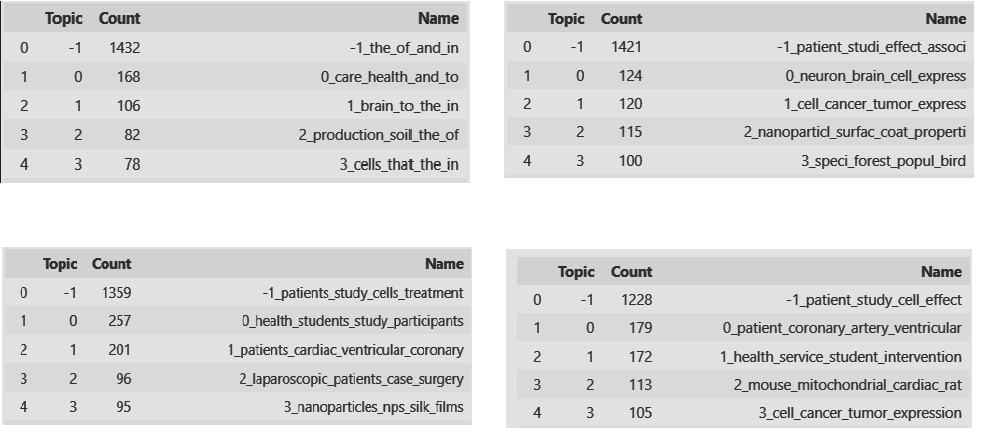 Topic Count Name
0 -1 1432 -1_the_of_and_in
1 0 168 0_care_health_and_to
2 1 106 1_brain_to_the_in
3 2 82 2_production_soil_the_of
4 3 78 3_cells_that_the_in
Topic Count Name
0 -1 1421 -1_patient_studi_effect_associ
1 0 124 0_neuron_brain_cell_express
2 1 120 1_cell_cancer_tumor_express
3 2 115 2_nanoparticl_surfac_coat_properti
4 3 100 3_speci_forest_popul_bird
Topic Count Name
0 -1 1359 -1_patients_study_cells_treatment
1 0 257 0_health_students_study_participants
2 1 201 1_patients_cardiac_ventricular_coronary
3 2 96 2_laparoscopic_patients_case_surgery
4 3 95 3_nanoparticles_nps_silk_films
Topic Count Name
0 -1 1228 -1_patient_study_cell_effect
1 0 179 0_patient_coronary_artery_ventricular
2 1 172 1_health_service_student_intervention
3 2 113 2_mouse_mitochondrial_cardiac_rat
4 3 105 3_cell_cancer_tumor_expression